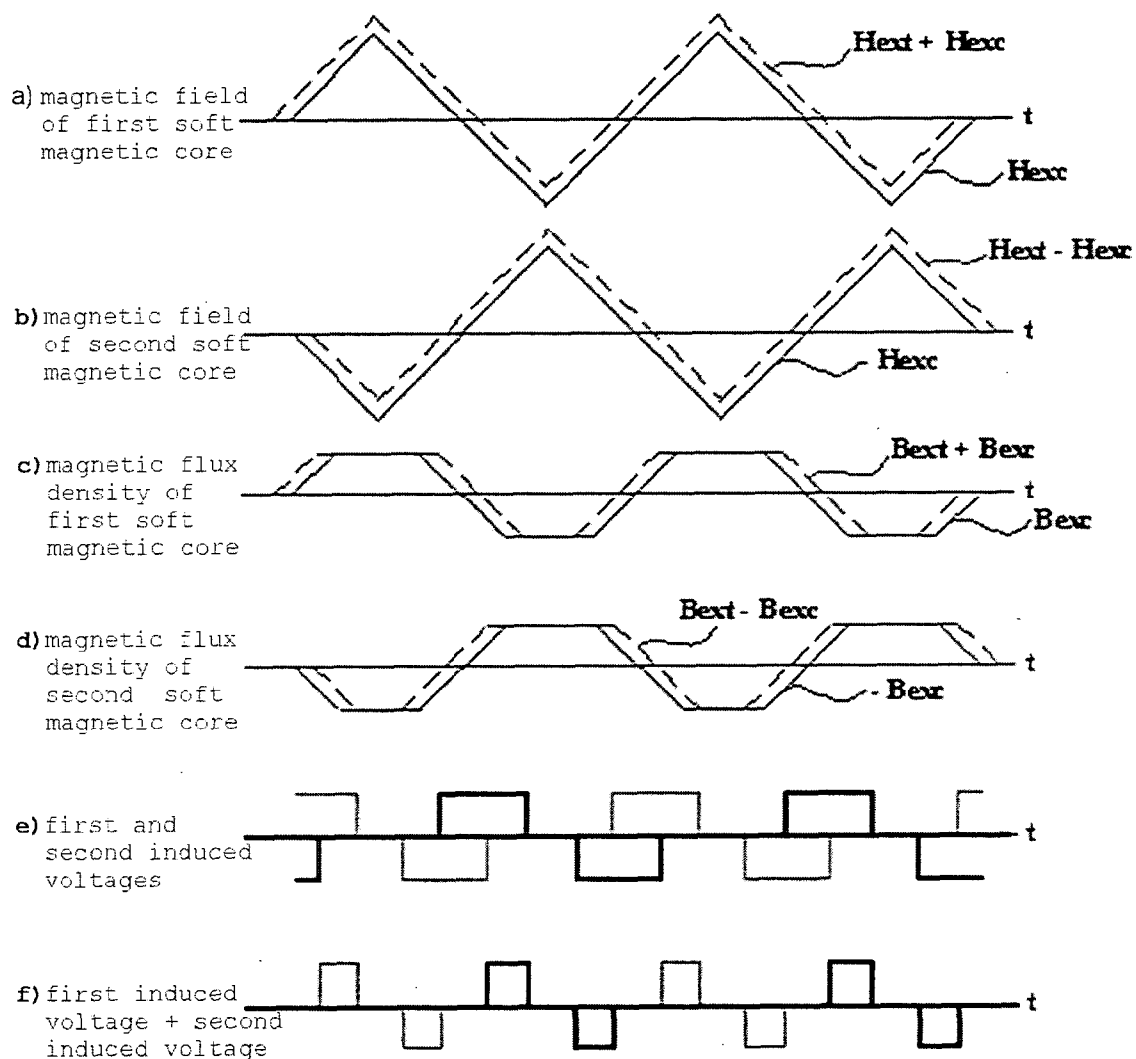 Hext + Hexc
a) magnetic field
of first soft
magnetic core
t
Hexc
Hext - Hexc
b) magnetic field
of second soft
magnetic core
t
Hexc
c) magnetic flux
density of
first soft
magnetic core
Bext + Bexc
t
Bexc
d) magnetic flux
density of
second soft
magnetic core
Bext - Bexc
t
- Bexc
e) first and
second induced
voltages
t
f) first induced
voltage + second
induced voltage
t